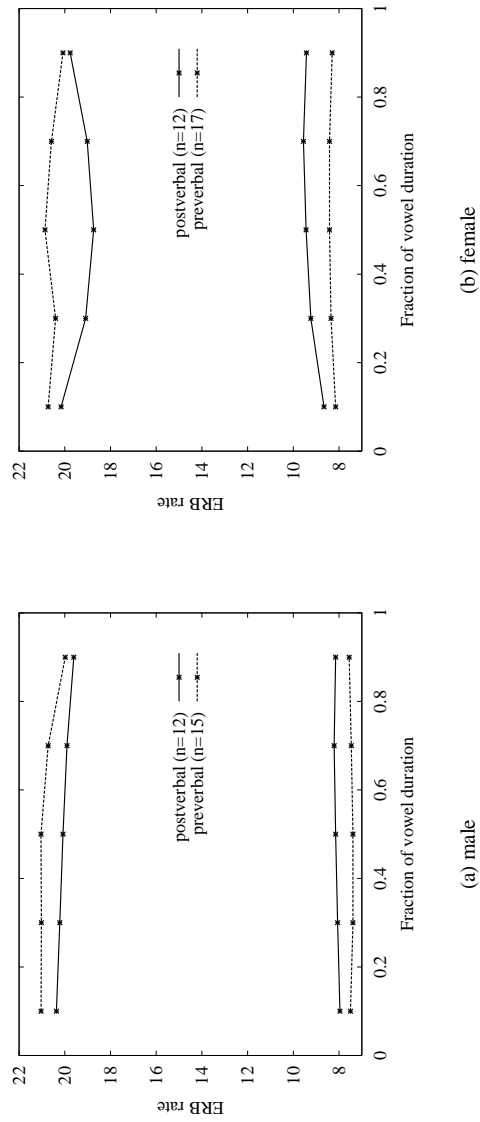 22
20
18
16
14
12
10
8
ERB rate
0
0.2
0.4
0.6
0.8
1
Fraction of vowel duration
postverbal (n=12)
preverbal (n=15)
(a) male
22
20
18
16
14
12
10
8
ERB rate
0
0.2
0.4
0.6
0.8
1
Fraction of vowel duration
postverbal (n=12)
preverbal (n=17)
(b) female